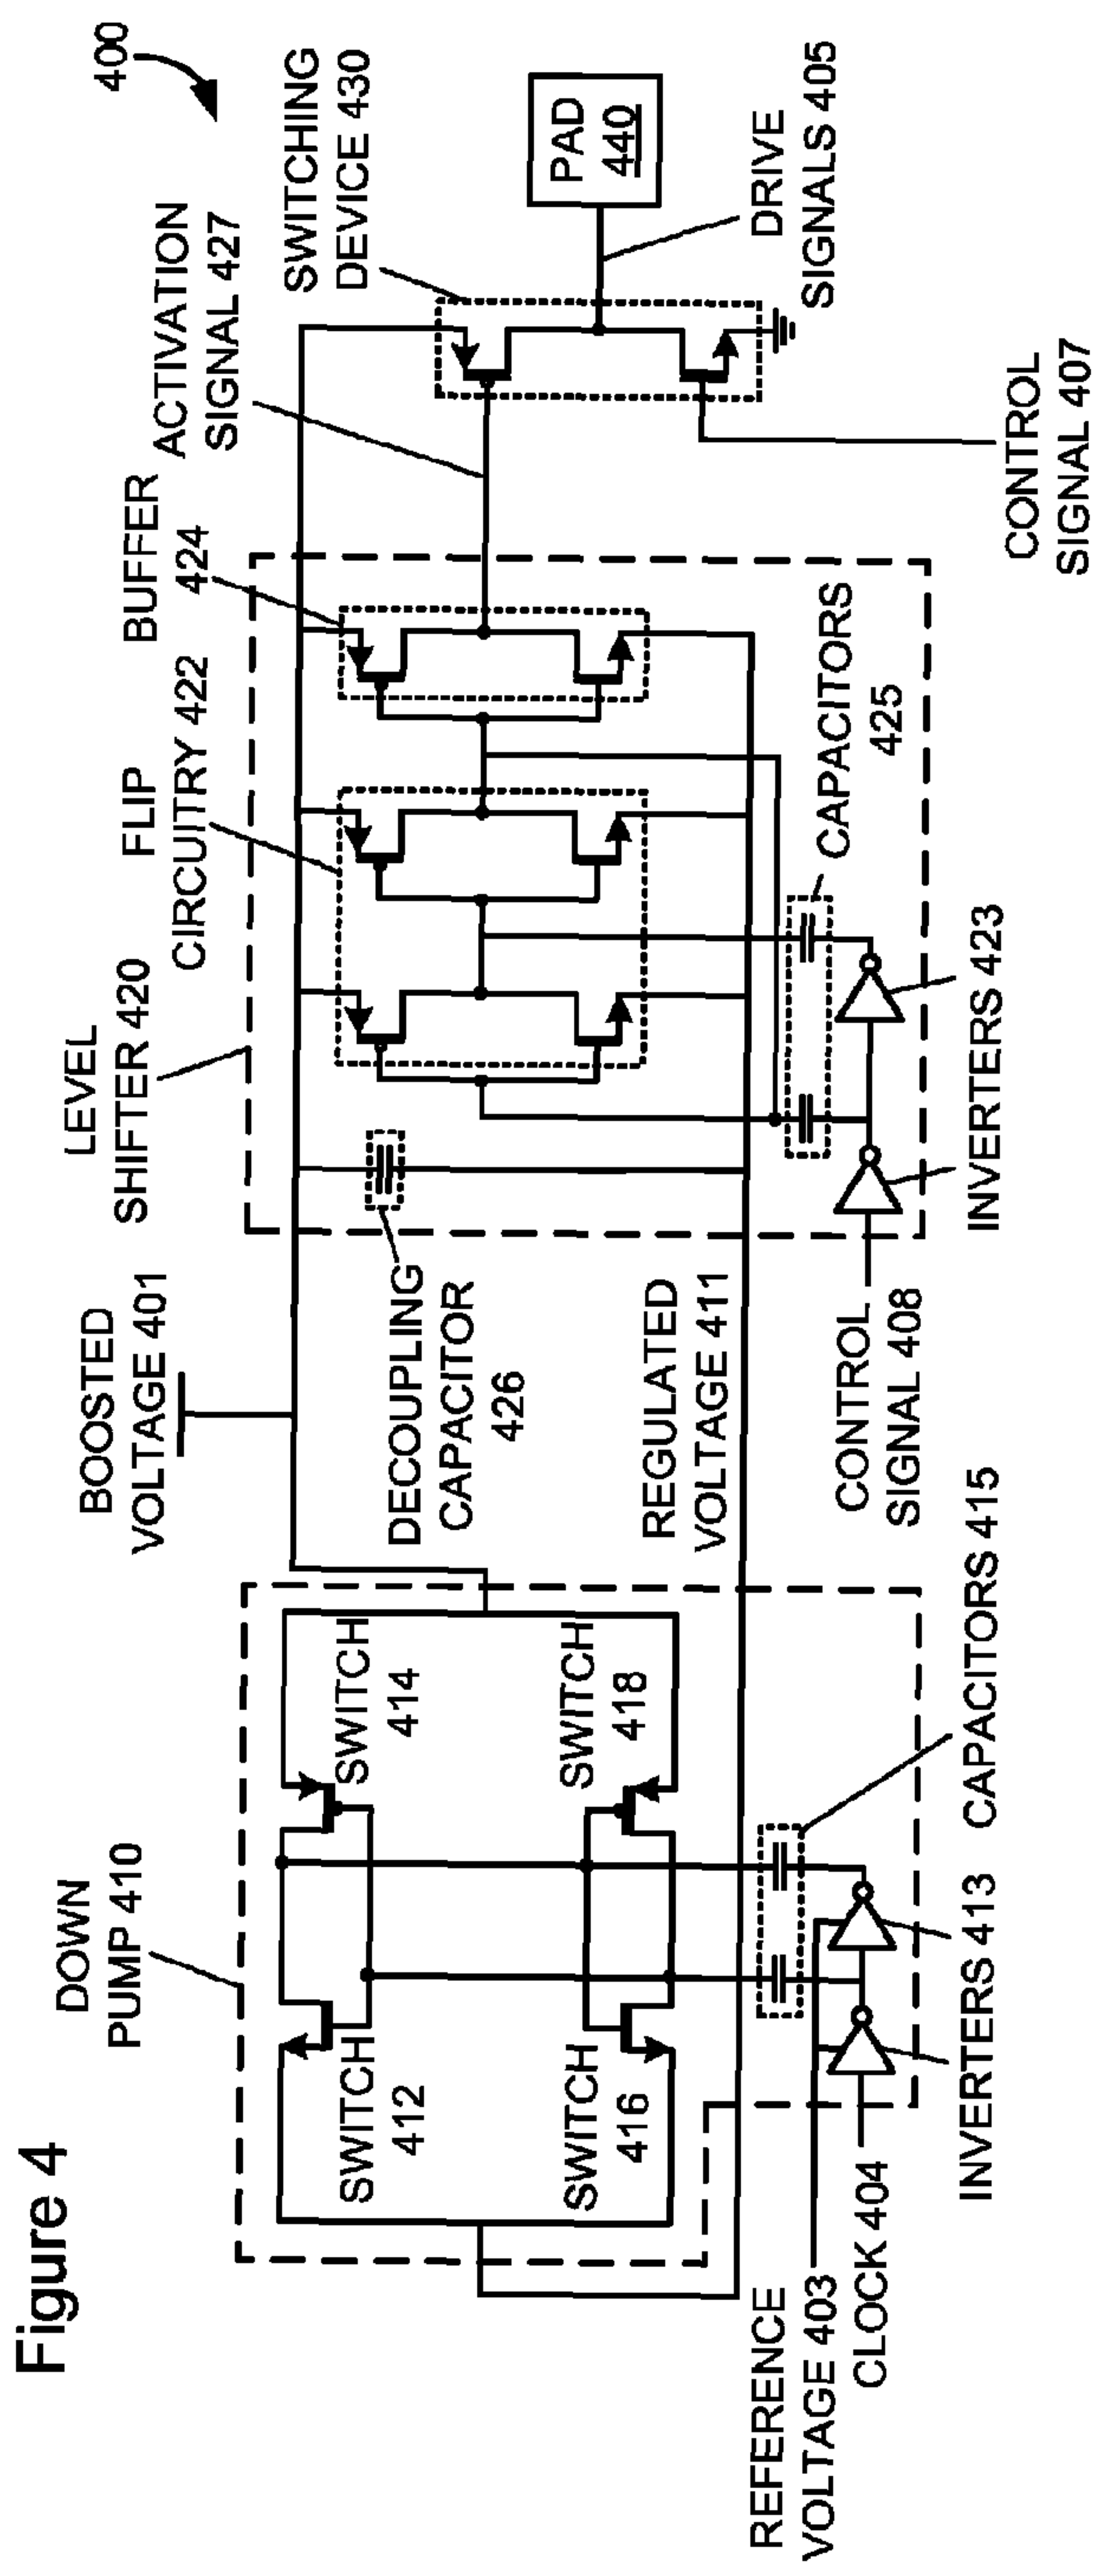 Figure 4
400
DOWN
PUMP 410
BOOSTED
VOLTAGE 401
LEVEL
SHIFTER 420
FLIP
CIRCUITRY 422
BUFFER
424
ACTIVATION
SIGNAL 427
SWITCHING
DEVICE 430
SWITCH
412
SWITCH
414
SWITCH
416
SWITCH
418
DECOUPLING
CAPACITOR
426
REGULATED
VOLTAGE 411
PAD
440
DRIVE
SIGNALS 405
CAPACITORS
425
REFERENCE
VOLTAGE 403
CLOCK 404
INVERTERS 413
CAPACITORS 415
CONTROL
SIGNAL 408
INVERTERS 423
CONTROL
SIGNAL 407